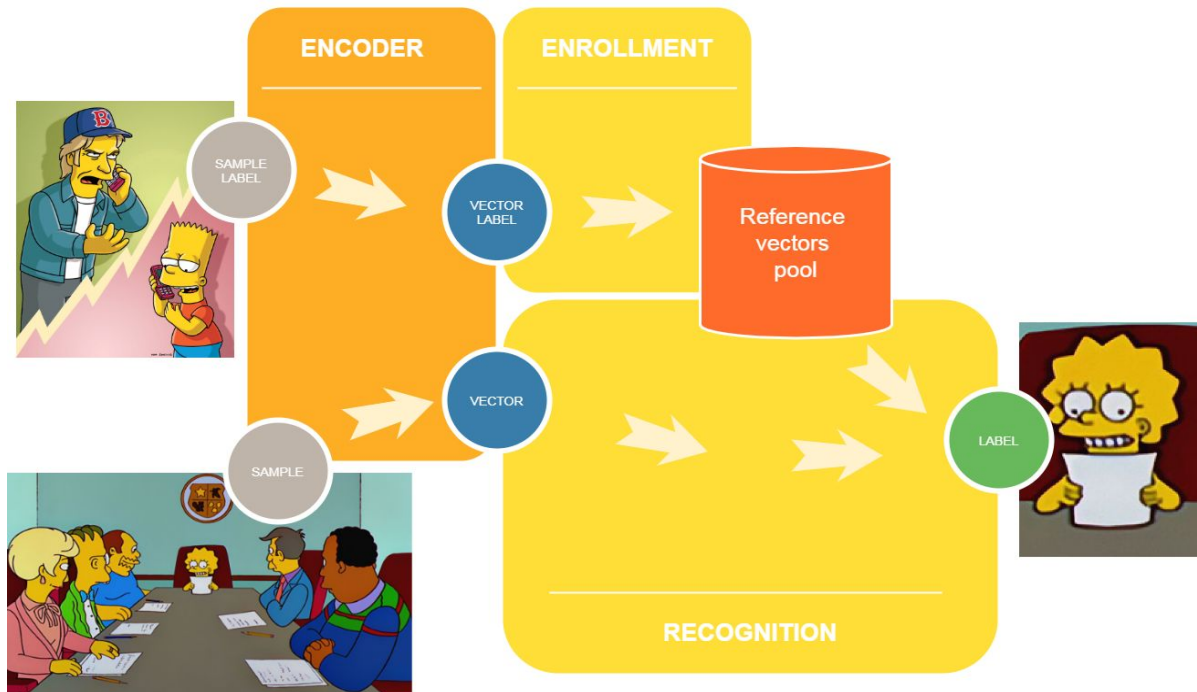 ENCODER
ENROLLMENT
B
SAMPLE
LABEL
VECTOR
LABEL
Reference
vectors
pool
VECTOR
LABEL
SAMPLE
RECOGNITION